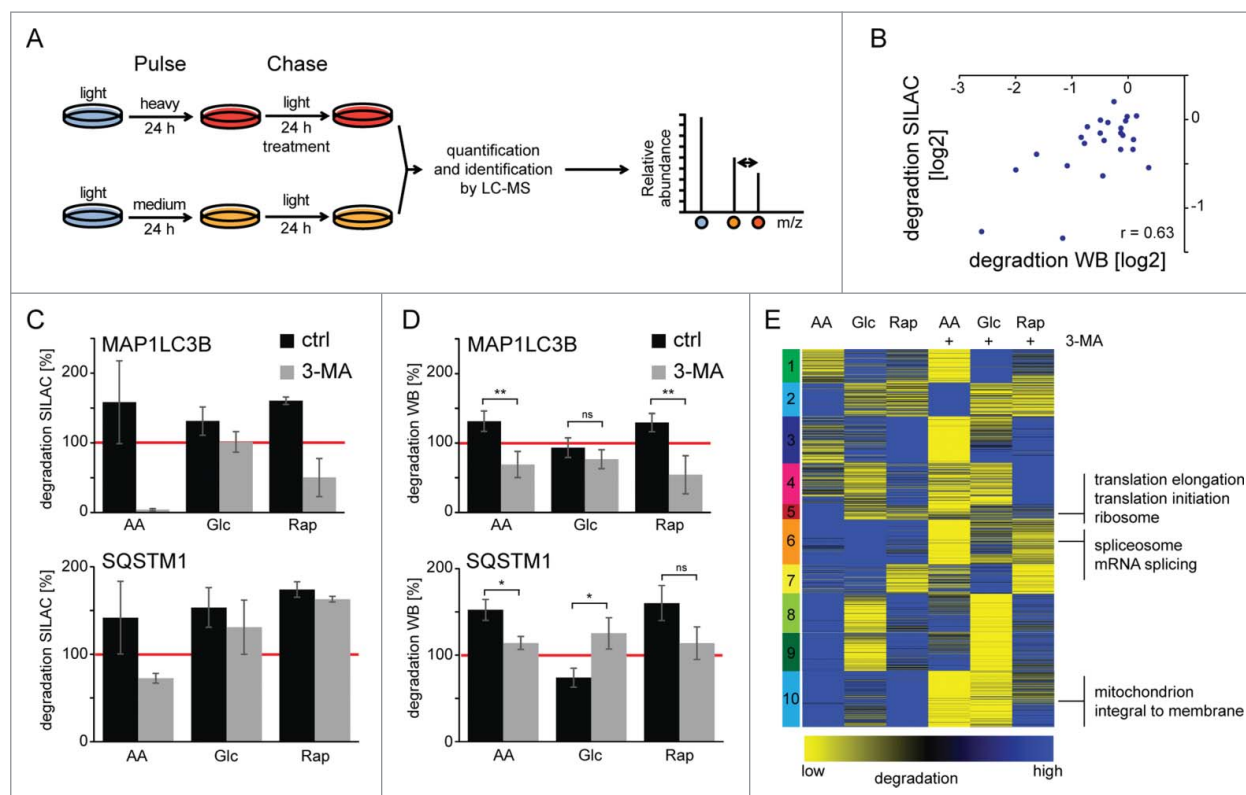 A
Pulse
Chase
light
heavy
24 h
light
24 h
treatment
light
medium
24 h
light
24 h
quantification
and identification
by LC-MS
Relative
abundance
m/z
B
-3 -2 -1 0
0
-1
degradation SILAC
[log2]
degradtion WB [log2]
r = 0.63
C
MAP1LC3B
ctrl
3-MA
degradation SILAC [%]
200
100
0
AA Glc Rap
SQSTM1
degradation SILAC [%]
200
100
0
AA Glc Rap
D
MAP1LC3B
ctrl
3-MA
degradation WB [%]
200
100
0
** ns **
AA Glc Rap
SQSTM1
degradation WB [%]
200
100
0
* * ns
AA Glc Rap
E
AA Glc Rap AA Glc Rap
+ + + 3-MA
1
2
3
4
5
6
7
8
9
10
translation elongation
translation initiation
ribosome
spliceosome
mRNA splicing
mitochondrion
integral to membrane
low high
degradation